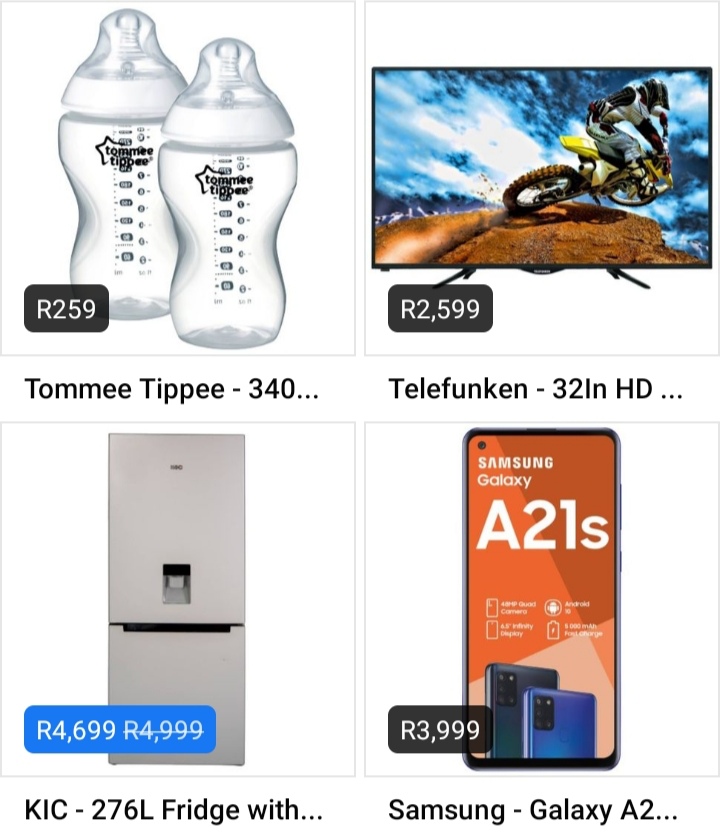 tommee
tippee
tommee
tippee
R259
R2,599
Tommee Tippee - 340...
Telefunken - 32In HD ...
KIC
SAMSUNG
Galaxy
A21s
48MP Quad
Camera
Android
10
6.5" Infinity
Display
5 000 mAh
Fast Charge
R4,699 R4,999
R3,999
KIC - 276L Fridge with...
Samsung - Galaxy A2...